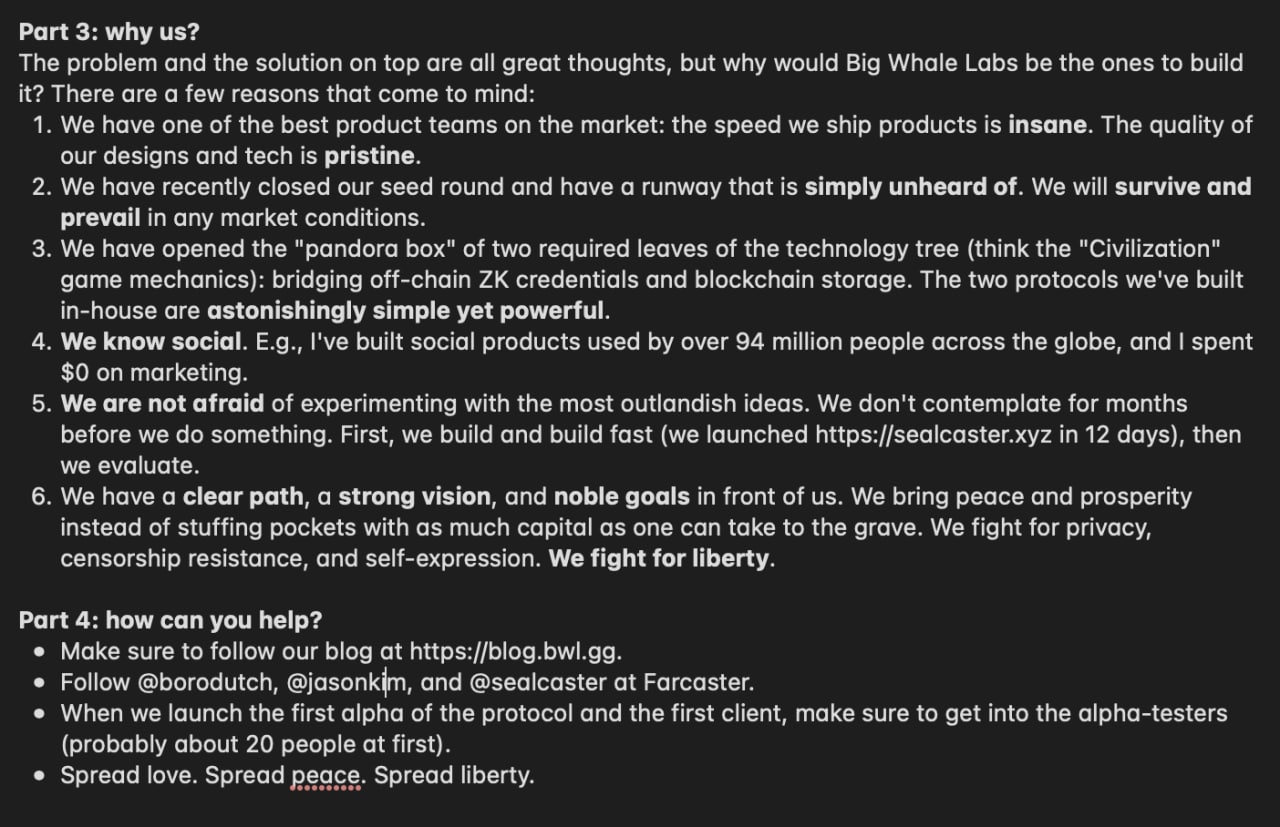 Part 3: why us?
The problem and the solution on top are all great thoughts, but why would Big Whale Labs be the ones to build
it? There are a few reasons that come to mind:
1. We have one of the best product teams on the market: the speed we ship products is insane. The quality of
our designs and tech is pristine.
2. We have recently closed our seed round and have a runway that is simply unheard of. We will survive and
prevail in any market conditions.
3. We have opened the "pandora box" of two required leaves of the technology tree (think the "Civilization"
game mechanics): bridging off-chain ZK credentials and blockchain storage. The two protocols we've built
in-house are astonishingly simple yet powerful.
4. We know social. E.g., I've built social products used by over 94 million people across the globe, and I spent
$0 on marketing.
5. We are not afraid of experimenting with the most outlandish ideas. We don't contemplate for months
before we do something. First, we build and build fast (we launched https://sealcaster.xyz in 12 days), then
we evaluate.
6. We have a clear path, a strong vision, and noble goals in front of us. We bring peace and prosperity
instead of stuffing pockets with as much capital as one can take to the grave. We fight for privacy,
censorship resistance, and self-expression. We fight for liberty.
Part 4: how can you help?
• Make sure to follow our blog at https://blog.bwl.gg.
• Follow @borodutch, @jasonkim, and @sealcaster at Farcaster.
• When we launch the first alpha of the protocol and the first client, make sure to get into the alpha-testers
(probably about 20 people at first).
• Spread love. Spread peace. Spread liberty.